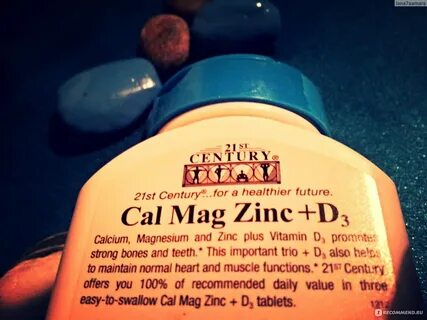 21ST
CENTURY®
21st Century®...for a healthier future.
Cal Mag Zinc +D3
Calcium, Magnesium and Zinc plus Vitamin D3 promotes
strong bones and teeth.* This important trio + D3 also helps
to maintain normal heart and muscle functions.* 21ST Century
offers you 100% of recommended daily value in three
easy-to-swallow Cal Mag Zinc + D3 tablets.
IRECOMMEND.RU